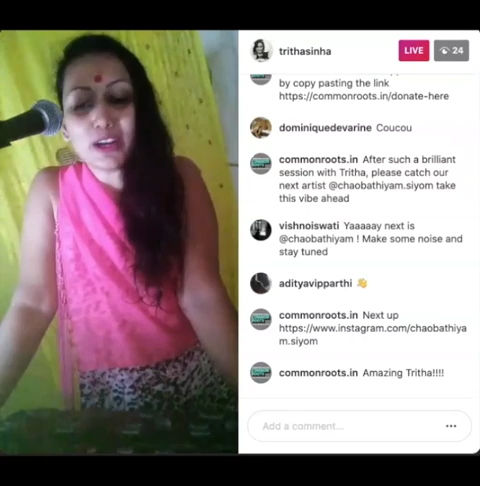 trithasinha
LIVE
24
by copy pasting the link
https://commonroots.in/donate-here
dominiquedevarine Coucou
commonroots.in After such a brilliant
session with Tritha, please catch our
next artist @chaobathiyam.siyom take
this vibe ahead
vishnoiswati Yaaaaay next is
@chaobathiyam ! Make some noise and
stay tuned
adityavipparthi 👏
commonroots.in Next up
https://www.instagram.com/chaobathiya
m.siyom
commonroots.in Amazing Tritha!!!!
Add a comment...